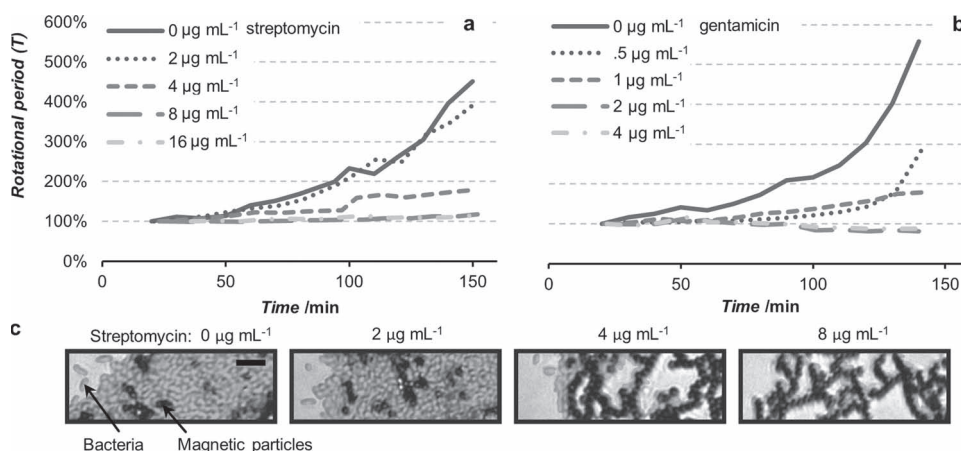 a
0 µg mL⁻¹ streptomycin
2 µg mL⁻¹
4 µg mL⁻¹
8 µg mL⁻¹
16 µg mL⁻¹
Rotational period (T)
600%
500%
400%
300%
200%
100%
0%
0 50 100 150
Time /min
b
0 µg mL⁻¹ gentamicin
.5 µg mL⁻¹
1 µg mL⁻¹
2 µg mL⁻¹
4 µg mL⁻¹
0 50 100 150
Time /min
c
Streptomycin: 0 µg mL⁻¹ 2 µg mL⁻¹ 4 µg mL⁻¹ 8 µg mL⁻¹
Bacteria Magnetic particles